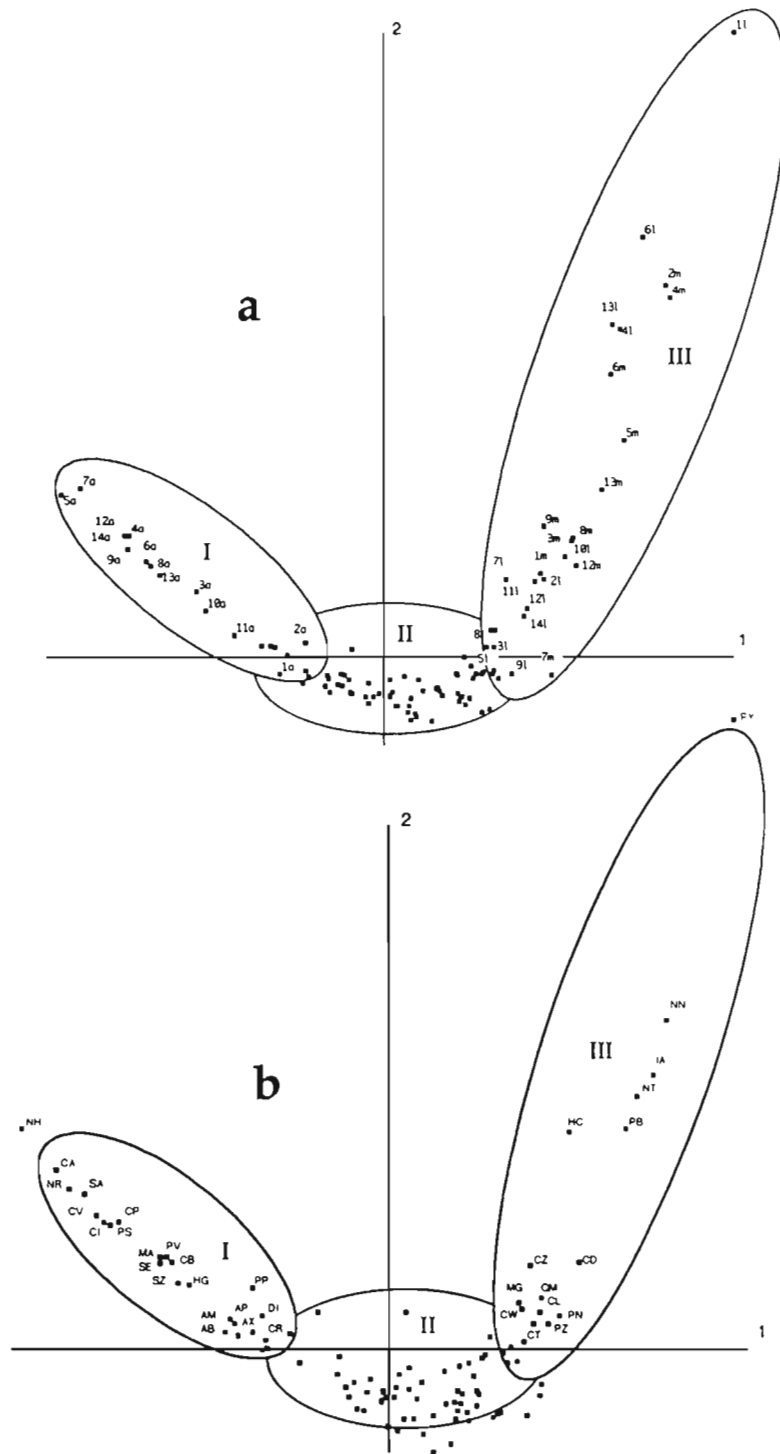 2
1l
6l
2m
4m
a
13l
4l
III
6m
5m
7a
5a
13m
12a 4a
9m
8m
14a
I
3m
6a
7l
1m
10l
9a 8a
12m
13a
3a
11l 2l
10a
12l
14l
11a
2a
II
8l
3l
1
1a
5l
9l
7m
2
NN
III
IA
b
NT
HC
PB
NH
CA
NR SA
CV CP
CI PS
MA PV
I
CZ
CD
SE CB
SZ HG
PP
MG QM
AM AP DI
II
CW CL
PN
AB AX CR
CT PZ
1